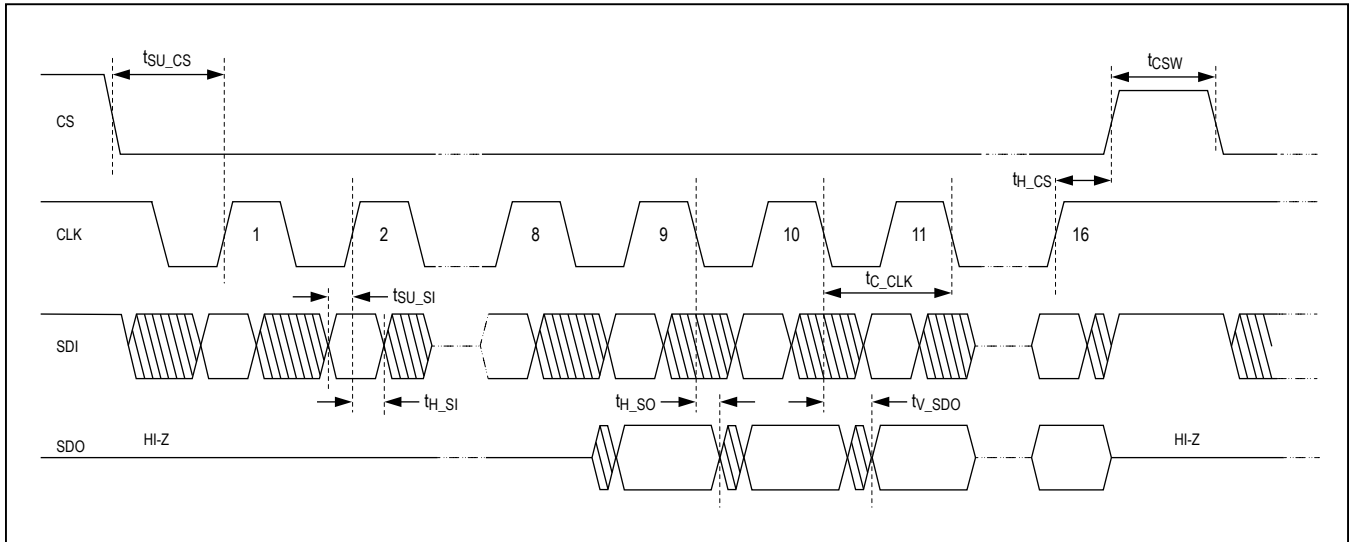 tSU_CS
tCSW
CS
tH_CS
CLK
1
2
8
9
10
11
16
tC_CLK
tSU_SI
SDI
tH_SI
tH_SO
tV_SDO
SDO
HI-Z
HI-Z